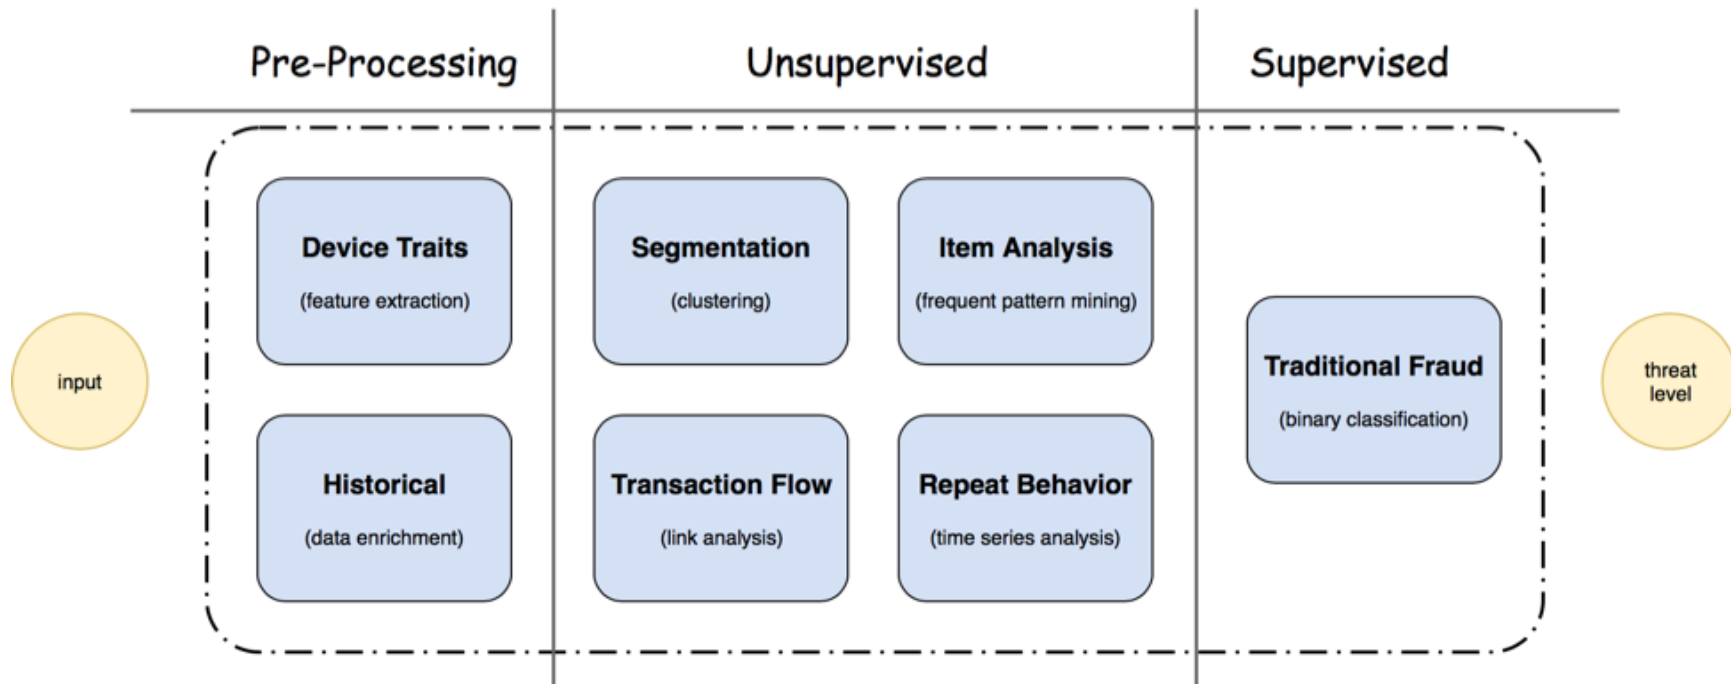 Pre-Processing
Unsupervised
Supervised
input
Device Traits
(feature extraction)
Historical
(data enrichment)
Segmentation
(clustering)
Item Analysis
(frequent pattern mining)
Transaction Flow
(link analysis)
Repeat Behavior
(time series analysis)
Traditional Fraud
(binary classification)
threat
level